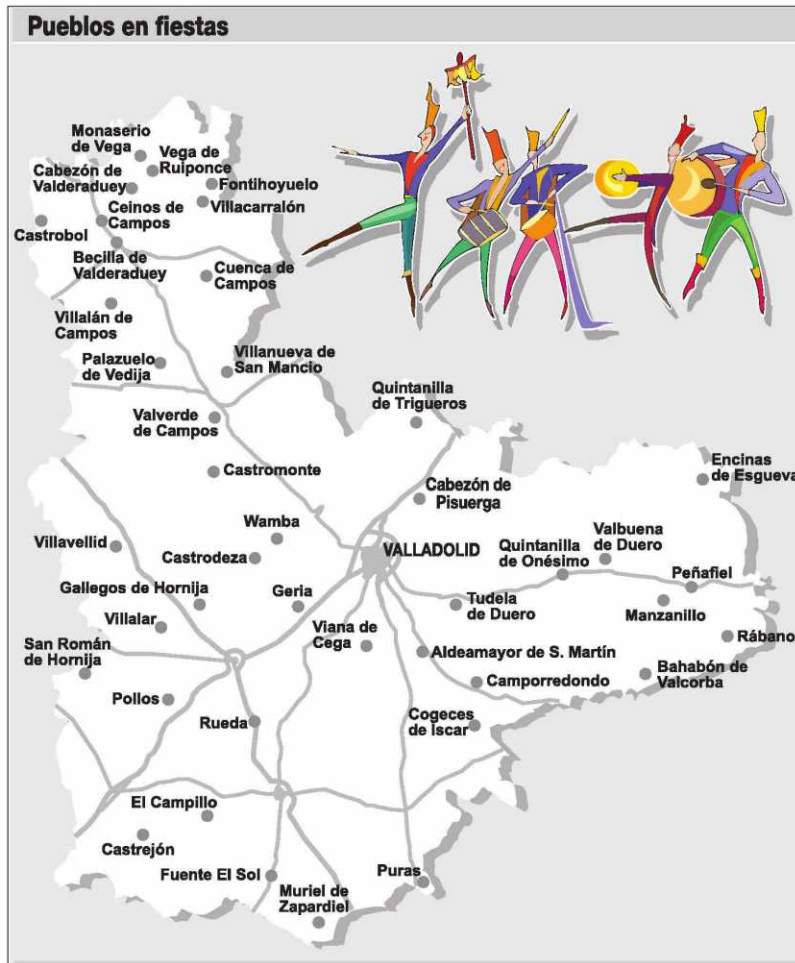 Pueblos en fiestas
Monaserio
de Vega
Vega de
Ruiponce
Cabezón de
Valderaduey
Fontihoyuelo
Ceinos de
Campos
Villacarralón
Castrobol
Becilla de
Valderaduey
Cuenca de
Campos
Villalán de
Campos
Palazuelo
de Vedija
Villanueva de
San Mancio
Quintanilla
de Trigueros
Valverde
de Campos
Castromonte
Encinas
de Esgueva
Cabezón de
Pisuerga
Wamba
Villavellid
Castrodeza
VALLADOLID
Quintanilla
de Onésimo
Valbuena
de Duero
Peñafiel
Gallegos de Hornija
Geria
Tudela
de Duero
Manzanillo
Villalar
Viana de
Cega
Rábano
San Román
de Hornija
Aldeamayor de S. Martín
Bahabón de
Valcorba
Camporredondo
Pollos
Rueda
Cogeces
de Iscar
El Campillo
Castrejón
Fuente El Sol
Puras
Muriel de
Zapardiel